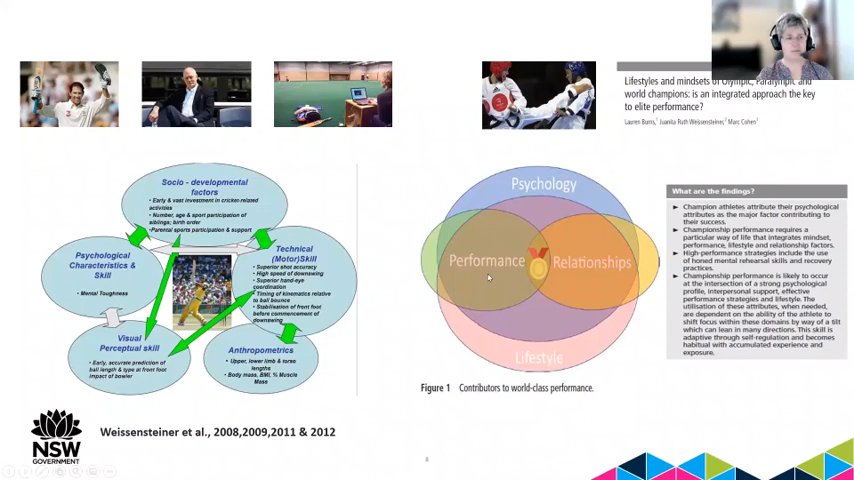 Lifestyles and mindsets of Olympic, Paralympic and
world champions: is an integrated approach the key
to elite performance?
Lauren Burns, Juanita Ruth Weissensteiner, Marc Cohen
Socio - developmental
factors
• Early & vast investment in cricket-related
activities
• Number, age & sport participation of
siblings; birth order
•Parental sports participation & support
Psychological
Characteristics &
Skill
• Mental Toughness
Technical
(Motor)Skill
• Superior shot accuracy
• High speed of downswing
• Superior hand-eye
coordination
• Timing of kinematics relative
to ball bounce
• Stabilisation of front foot
before commencement of
downswing
Visual
Perceptual skill
• Early, accurate prediction of
ball length & type at front foot
impact of bowler
Anthropometrics
• Upper, lower limb & torso
lengths
• Body mass, BMI, % Muscle
Mass
Psychology
Performance
Relationships
Lifestyle
Figure 1 Contributors to world-class performance.
What are the findings?
► Champion athletes attribute their psychological
attributes as the major factor contributing to
their success.
► Championship performance requires a
particular way of life that integrates mindset,
performance, lifestyle and relationship factors.
► High-performance strategies include the use
of honed mental rehearsal skills and recovery
practices.
► Championship performance is likely to occur
at the intersection of a strong psychological
profile, interpersonal support, effective
performance strategies and lifestyle. The
utilisation of these attributes, when needed,
are dependent on the ability of the athlete to
shift focus within these domains by way of a tilt
which can lean in many directions. This skill is
adaptive through self-regulation and becomes
habitual with accumulated experience and
exposure.
Weissensteiner et al., 2008,2009,2011 & 2012
NSW
GOVERNMENT
8